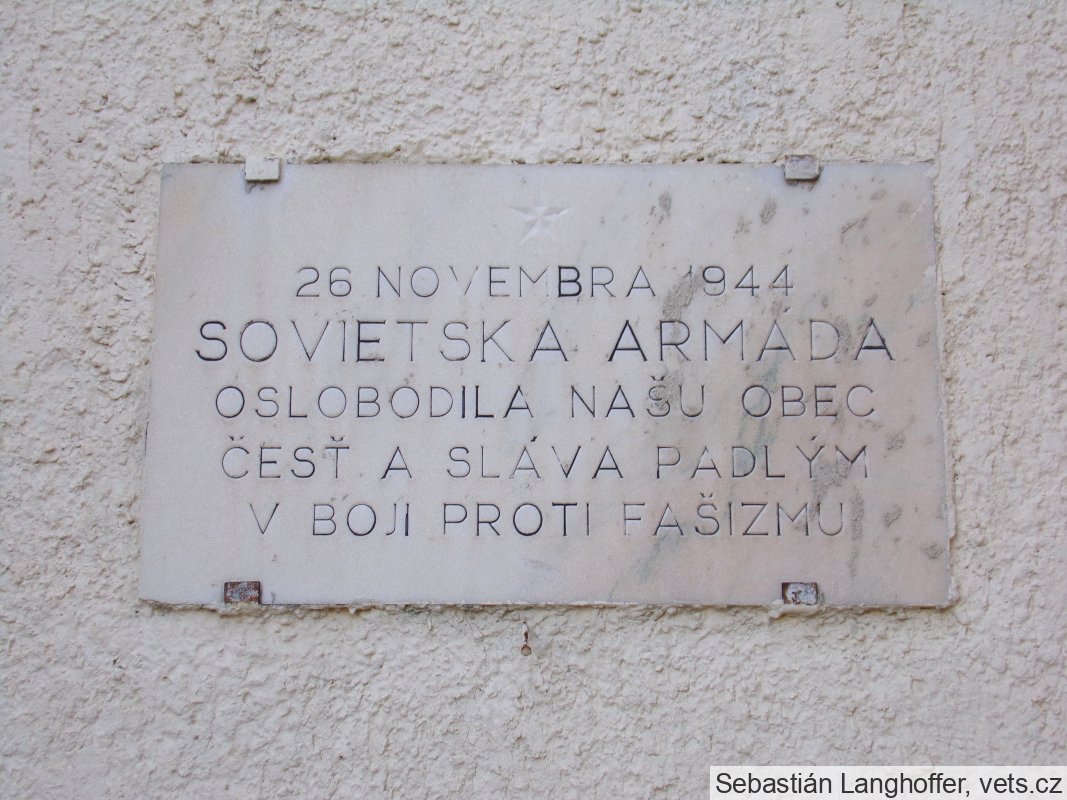 26 NOVEMBRA 1944
SOVIETSKA ARMÁDA
OSLOBODILA NAŠU OBEC
ČESŤ A SLÁVA PADLÝM
V BOJI PROTI FAŠIZMU
Sebastián Langhoffer, vets.cz